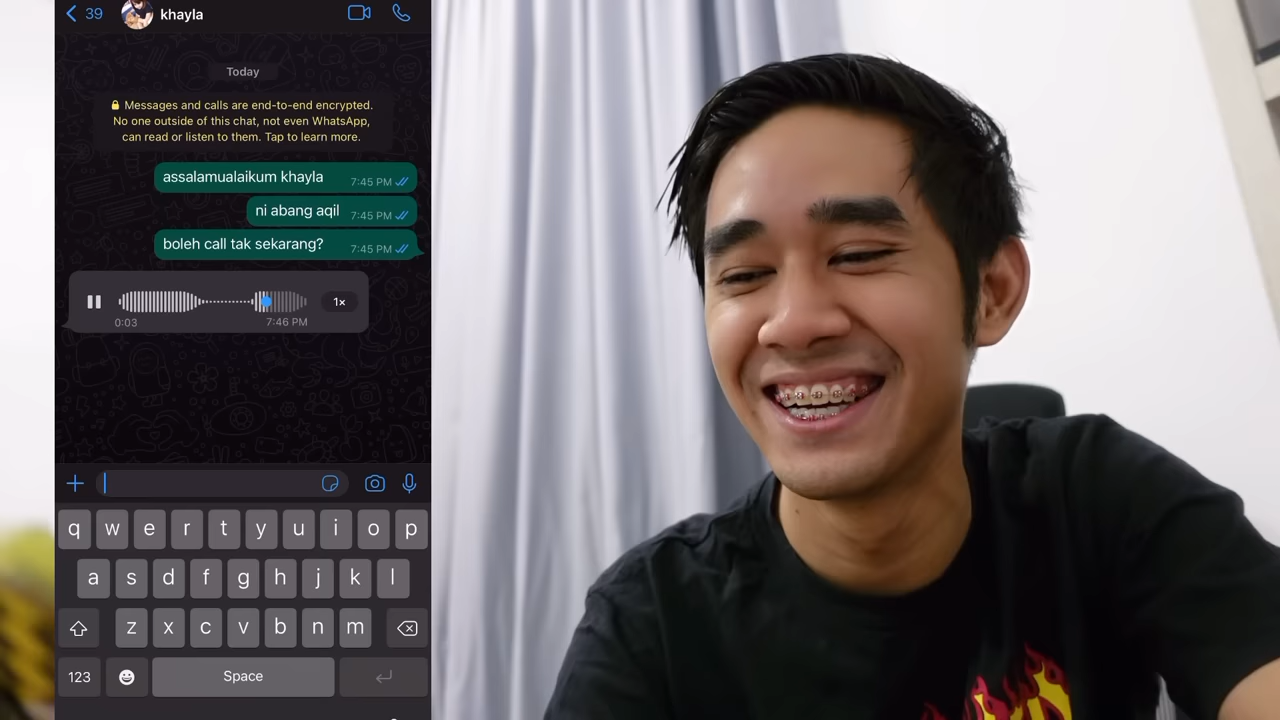 39 khayla
Today
Messages and calls are end-to-end encrypted.
No one outside of this chat, not even WhatsApp,
can read or listen to them. Tap to learn more.
assalamualaikum khayla 7:45 PM
ni abang aqil 7:45 PM
boleh call tak sekarang? 7:45 PM
1×
0:03 7:46 PM
q w e r t y u i o p
a s d f g h j k l
z x c v b n m
123 Space